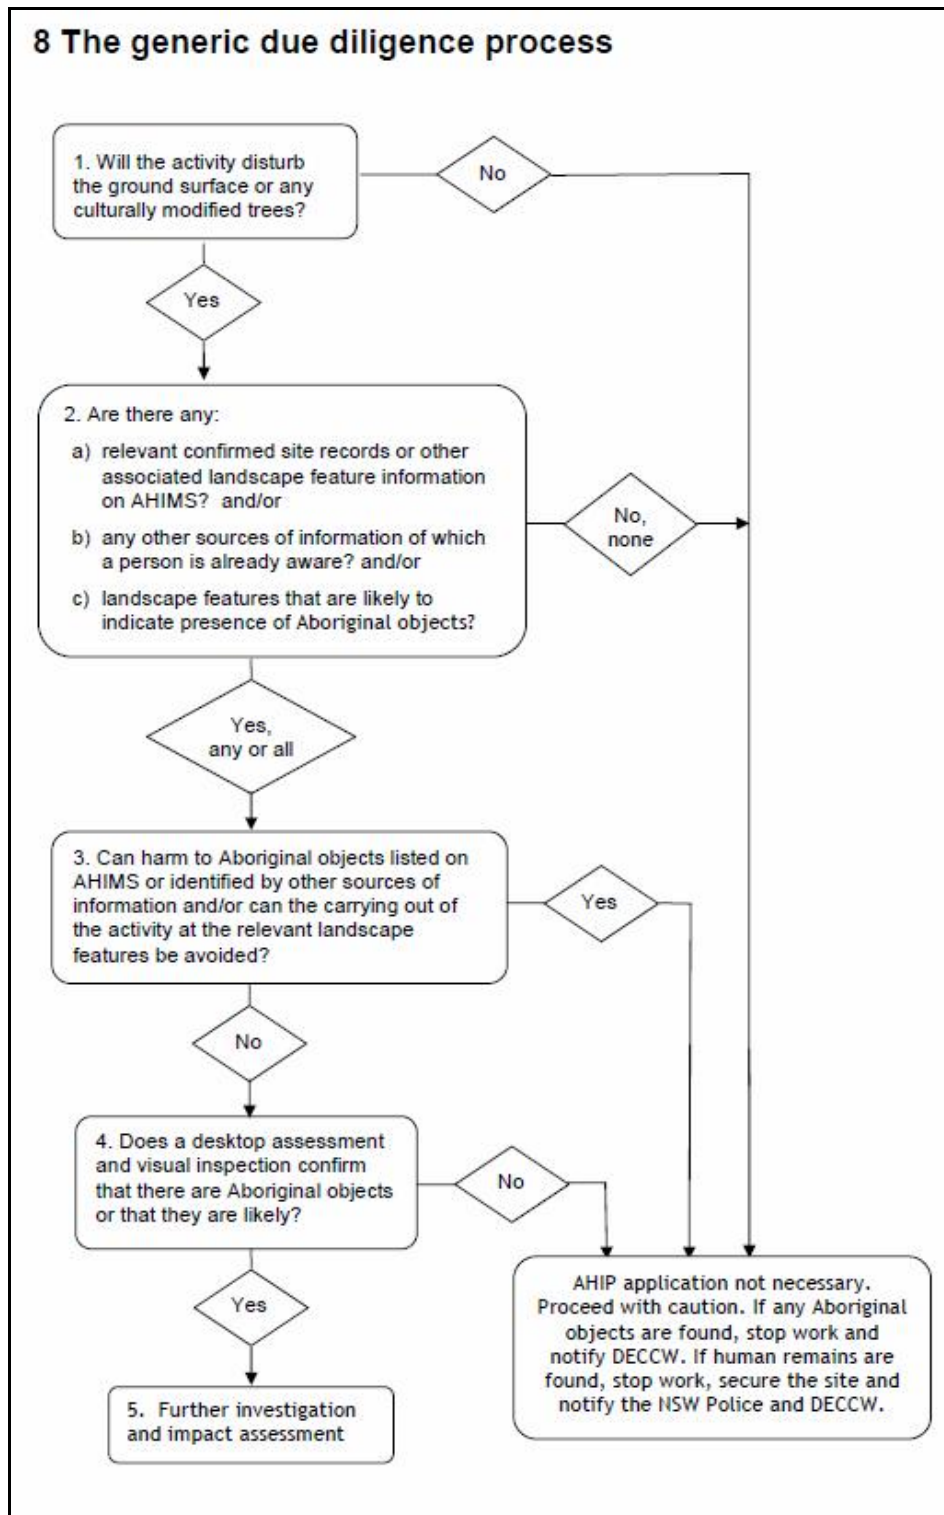 8 The generic due diligence process
1. Will the activity disturb
the ground surface or any
culturally modified trees?
No
Yes
2. Are there any:
a) relevant confirmed site records or other
associated landscape feature information
on AHIMS? and/or
b) any other sources of information of which
a person is already aware? and/or
c) landscape features that are likely to
indicate presence of Aboriginal objects?
No,
none
Yes,
any or all
3. Can harm to Aboriginal objects listed on
AHIMS or identified by other sources of
information and/or can the carrying out of
the activity at the relevant landscape
features be avoided?
Yes
No
4. Does a desktop assessment
and visual inspection confirm
that there are Aboriginal objects
or that they are likely?
No
Yes
AHIP application not necessary.
Proceed with caution. If any Aboriginal
objects are found, stop work and
notify DECCW. If human remains are
found, stop work, secure the site and
notify the NSW Police and DECCW.
5. Further investigation
and impact assessment